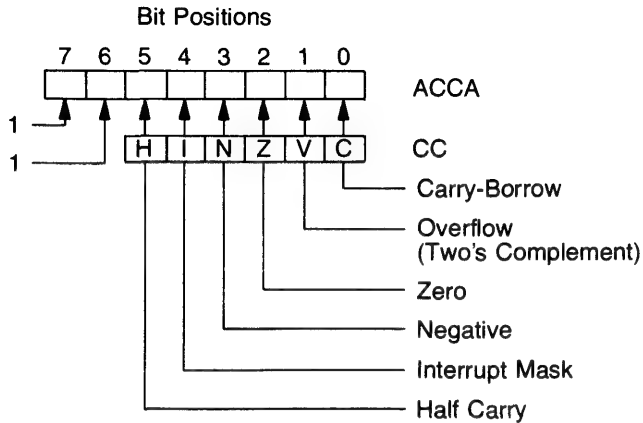 Bit Positions
7 6 5 4 3 2 1 0
ACCA
1
1
H I N Z V C
CC
Carry-Borrow
Overflow
(Two's Complement)
Zero
Negative
Interrupt Mask
Half Carry